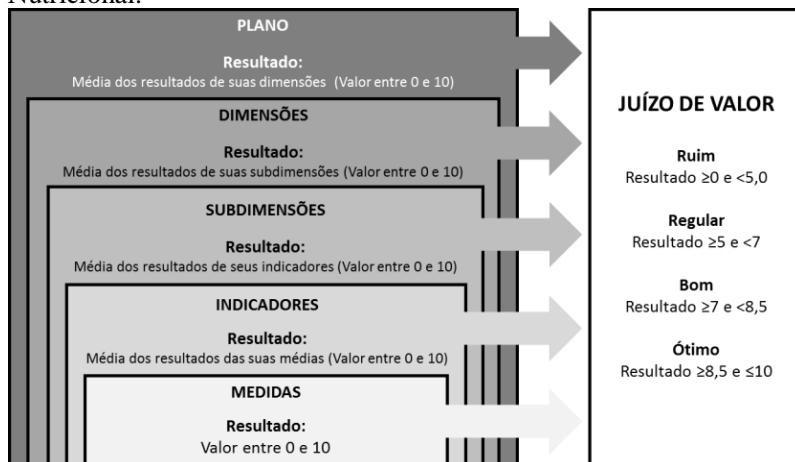 Nutricional.
PLANO
Resultado:
Média dos resultados de suas dimensões (Valor entre 0 e 10)
DIMENSÕES
Resultado:
Média dos resultados de suas subdimensões (Valor entre 0 e 10)
SUBDIMENSÕES
Resultado:
Média dos resultados de seus indicadores (Valor entre 0 e 10)
INDICADORES
Resultado:
Média dos resultados das suas médias (Valor entre 0 e 10)
MEDIDAS
Resultado:
Valor entre 0 e 10
JUÍZO DE VALOR
Ruim
Resultado ≥0 e <5,0
Regular
Resultado ≥5 e <7
Bom
Resultado ≥7 e <8,5
Ótimo
Resultado ≥8,5 e ≤10